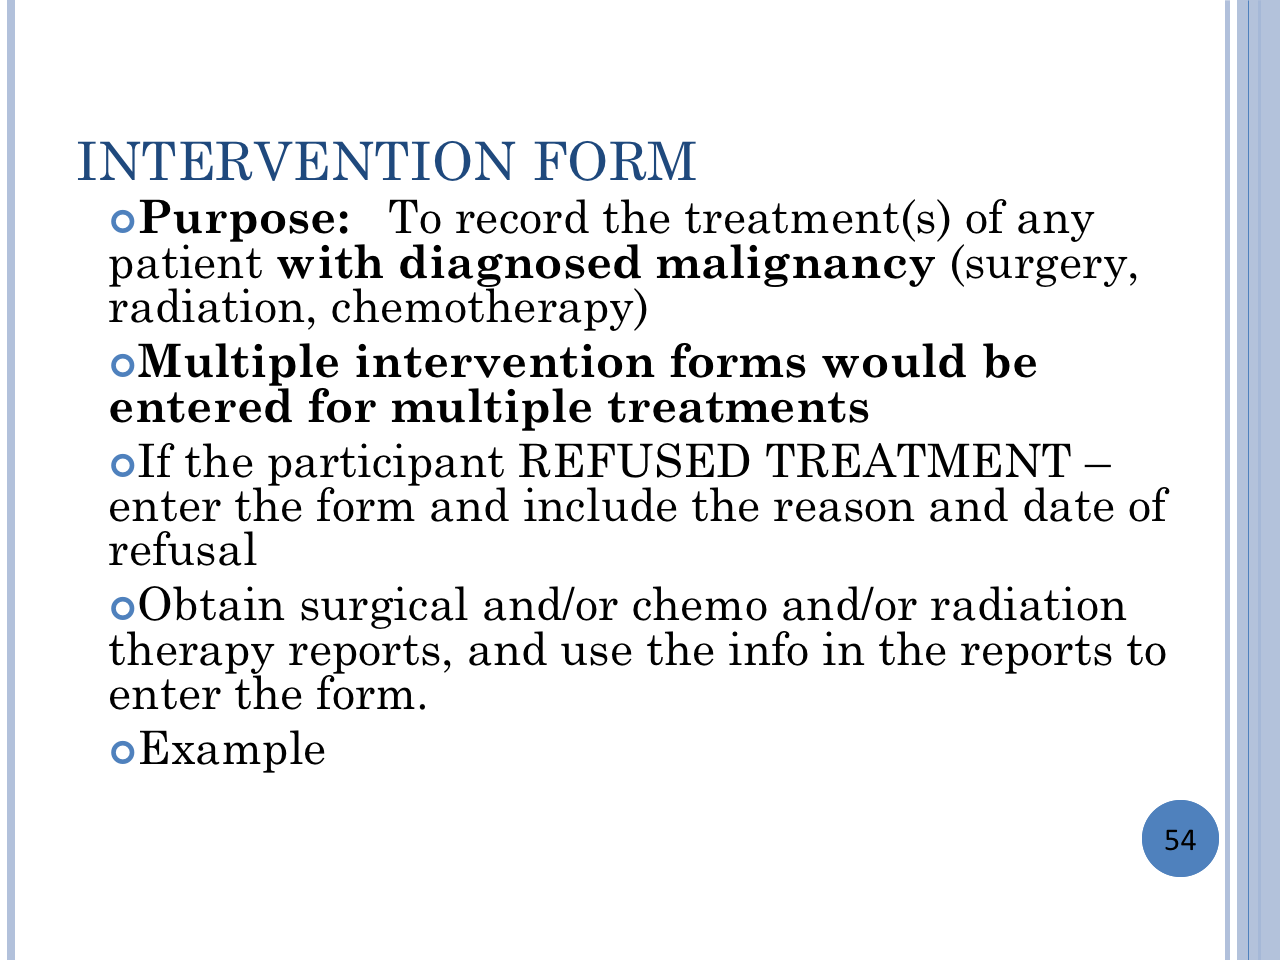 INTERVENTION FORM
Purpose: To record the treatment(s) of any
patient with diagnosed malignancy (surgery,
radiation, chemotherapy)
Multiple intervention forms would be
entered for multiple treatments
If the participant REFUSED TREATMENT –
enter the form and include the reason and date of
refusal
Obtain surgical and/or chemo and/or radiation
therapy reports, and use the info in the reports to
enter the form.
Example
54